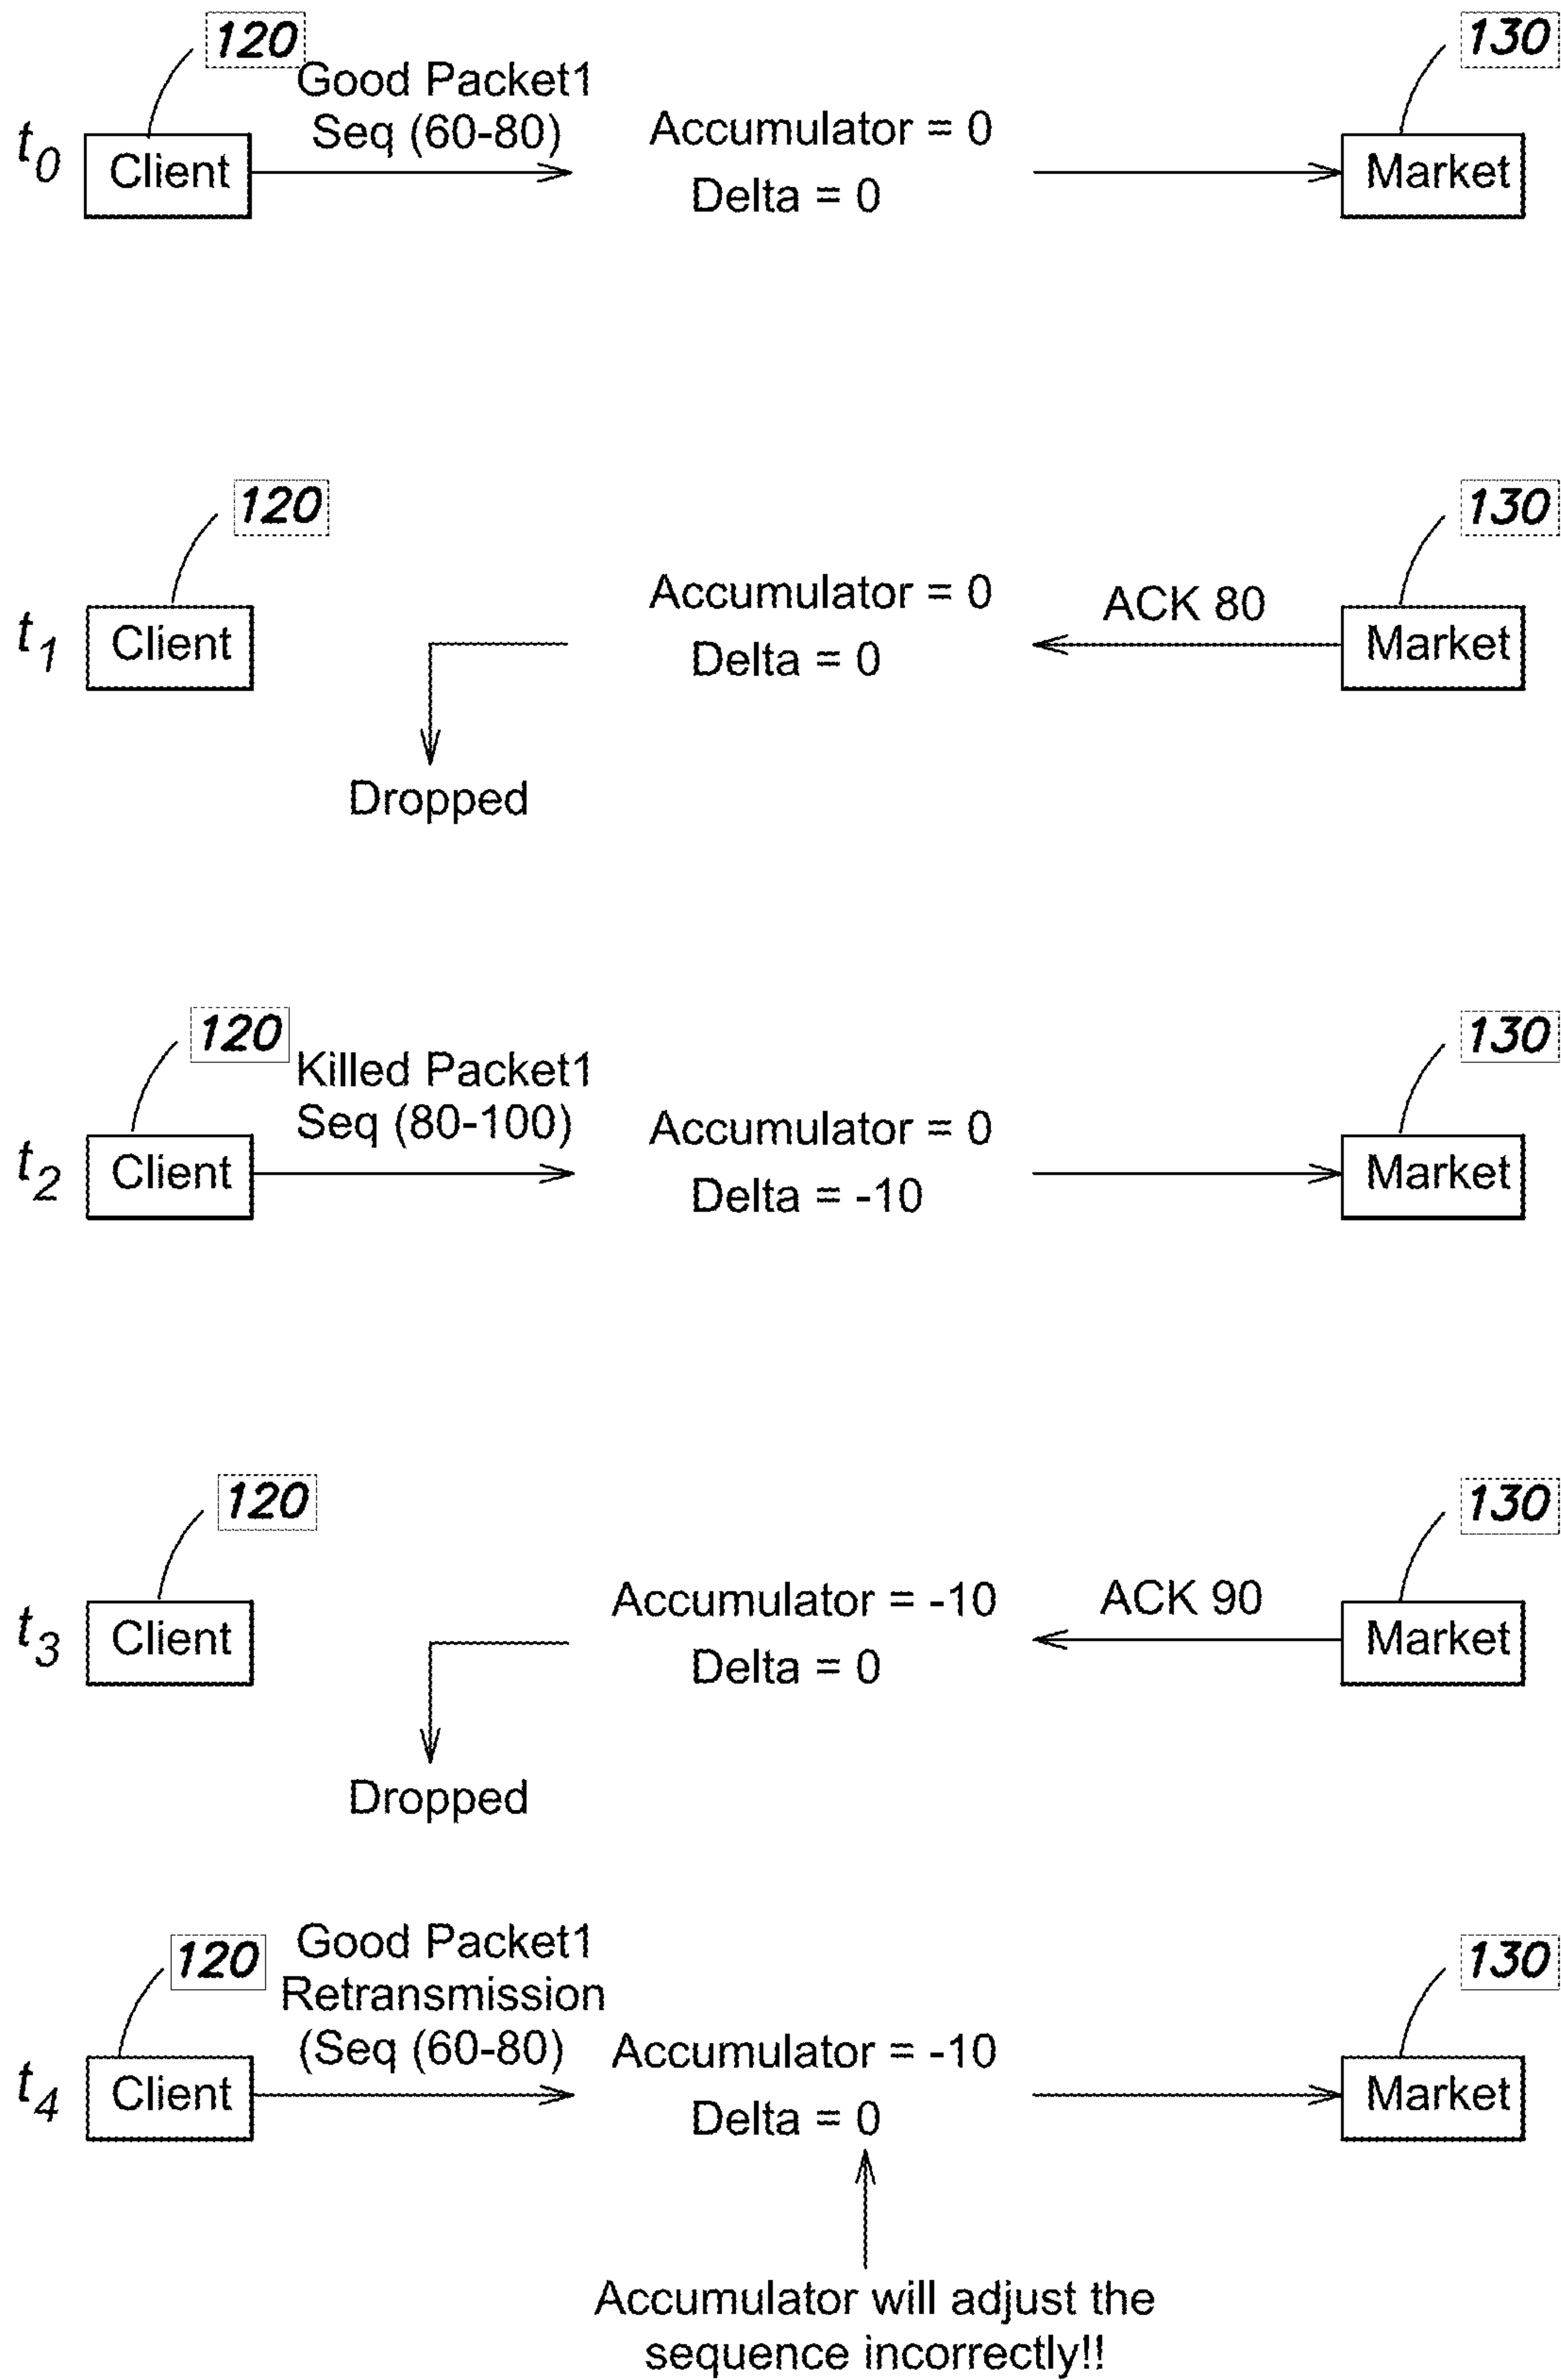 120
130
Good Packet1
Seq (60-80)
Accumulator = 0
t0
Client
Delta = 0
Market
120
130
Accumulator = 0
ACK 80
t1
Client
Delta = 0
Market
Dropped
120
130
Killed Packet1
Seq (80-100)
Accumulator = 0
t2
Client
Delta = -10
Market
120
130
Accumulator = -10
ACK 90
t3
Client
Delta = 0
Market
Dropped
120
130
Good Packet1
Retransmission
(Seq (60-80)
Accumulator = -10
t4
Client
Delta = 0
Market
Accumulator will adjust the
sequence incorrectly!!